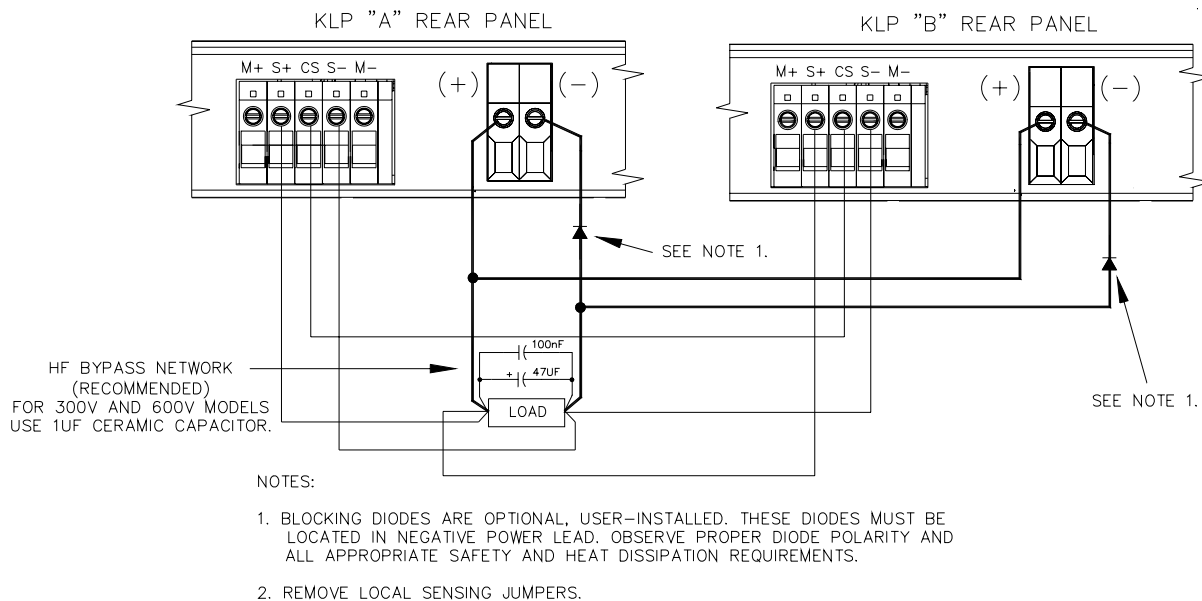 KLP "A" REAR PANEL
KLP "B" REAR PANEL
M+ S+ CS S− M−
(+)
(−)
M+ S+ CS S− M−
(+)
(−)
SEE NOTE 1.
100nF
+ 47UF
LOAD
HF BYPASS NETWORK
(RECOMMENDED)
FOR 300V AND 600V MODELS
USE 1UF CERAMIC CAPACITOR.
SEE NOTE 1.
NOTES:
1. BLOCKING DIODES ARE OPTIONAL, USER−INSTALLED. THESE DIODES MUST BE
LOCATED IN NEGATIVE POWER LEAD. OBSERVE PROPER DIODE POLARITY AND
ALL APPROPRIATE SAFETY AND HEAT DISSIPATION REQUIREMENTS.
2. REMOVE LOCAL SENSING JUMPERS.